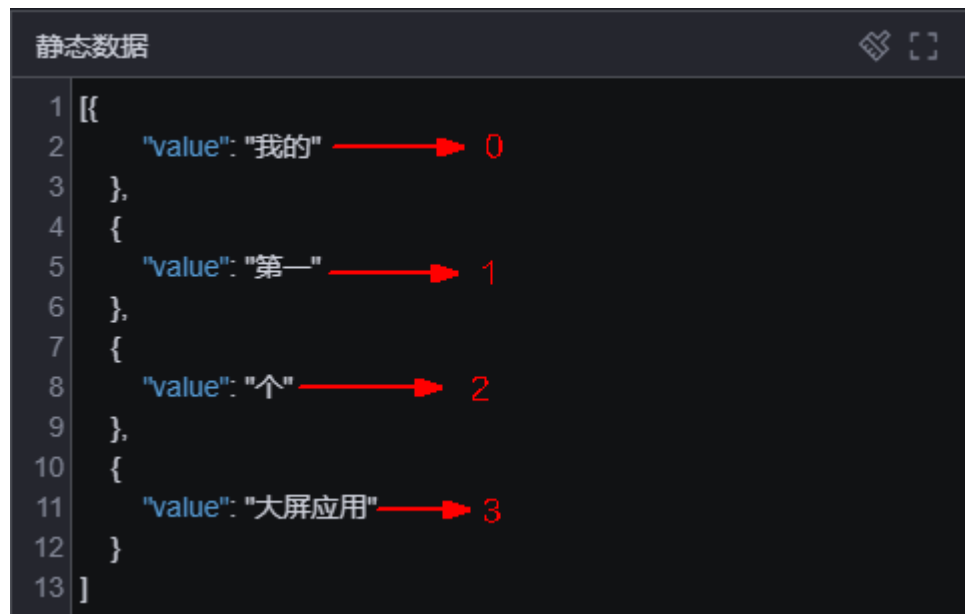 静态数据
1 [{
2 "value": "我的" 0
3 },
4 {
5 "value": "第一" 1
6 },
7 {
8 "value": "个" 2
9 },
10 {
11 "value": "大屏应用" 3
12 }
13 ]